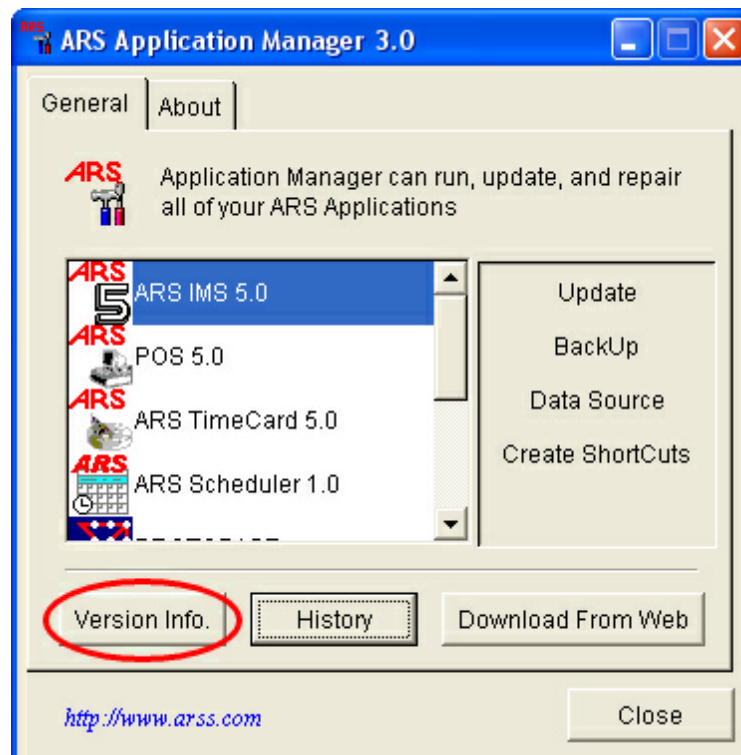 ARS ARS Application Manager 3.0
General About
ARS Application Manager can run, update, and repair
all of your ARS Applications
ARS 5 ARS IMS 5.0
ARS POS 5.0
ARS ARS TimeCard 5.0
ARS ARS Scheduler 1.0
Update
BackUp
Data Source
Create ShortCuts
Version Info. History Download From Web
http://www.arss.com Close